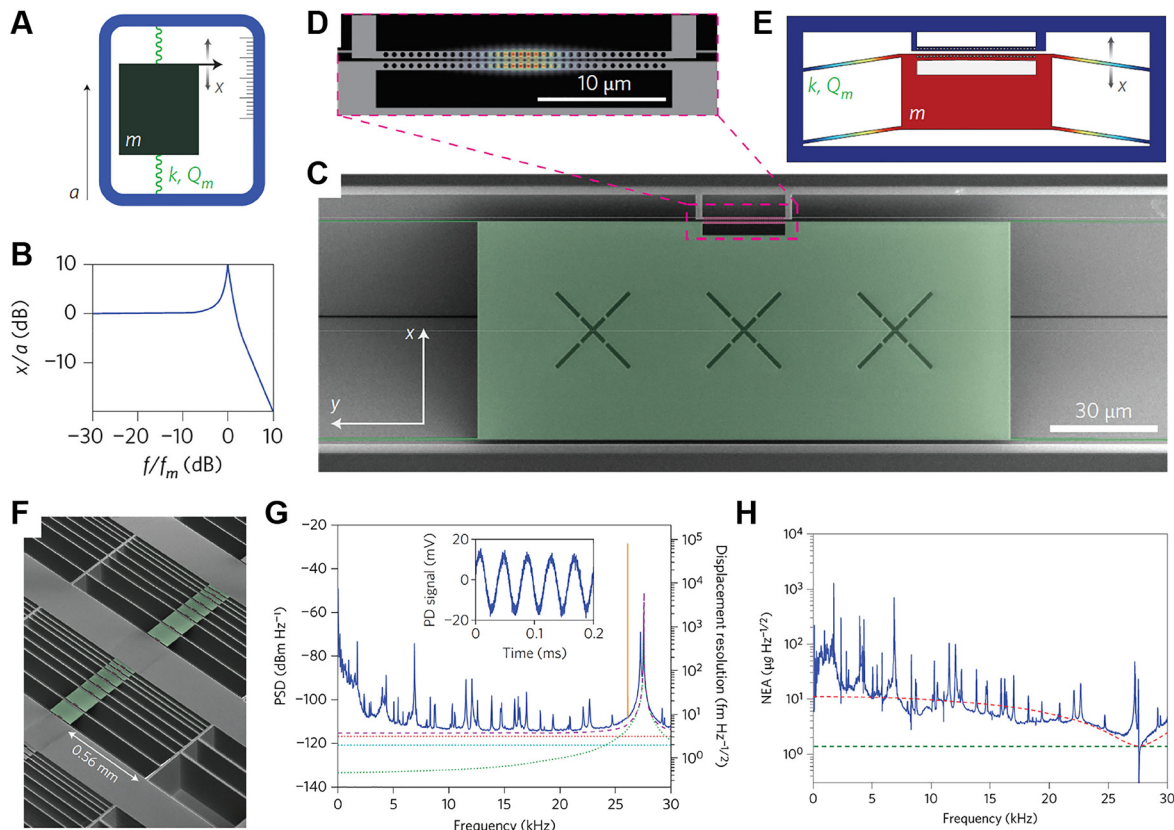 A
x
m
k, Qm
a
B
10
0
−10
x/a (dB)
−30
−20
−10
0
10
f/fm (dB)
D
10 μm
E
k, Qm
x
m
C
x
y
30 μm
F
0.56 mm
G
−20
−40
−60
−80
−100
−120
−140
PSD (dBm Hz⁻¹)
20
0
−20
PD signal (mV)
0
0.1
0.2
Time (ms)
10⁵
10⁴
10³
10²
10¹
10⁰
Displacement resolution (fm Hz⁻¹/²)
0
5
10
15
20
25
30
Frequency (kHz)
H
10⁴
10³
10²
10¹
10⁰
NEA (μg Hz⁻¹/²)
0
5
10
15
20
25
30
Frequency (kHz)